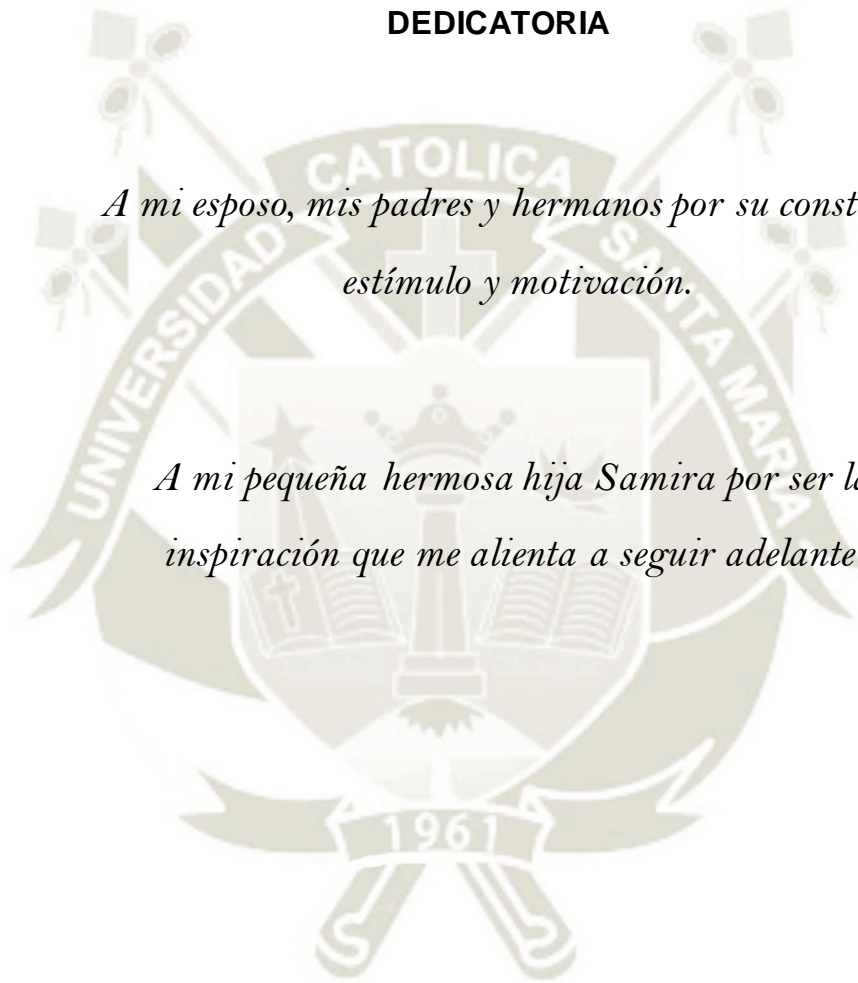 DEDICATORIA
CATOLICA
UNIVERSIDAD
SANTA MARIA
A mi esposo, mis padres y hermanos por su const
estímulo y motivación.
A mi pequeña hermosa hija Samira por ser la
inspiración que me alienta a seguir adelante
1961